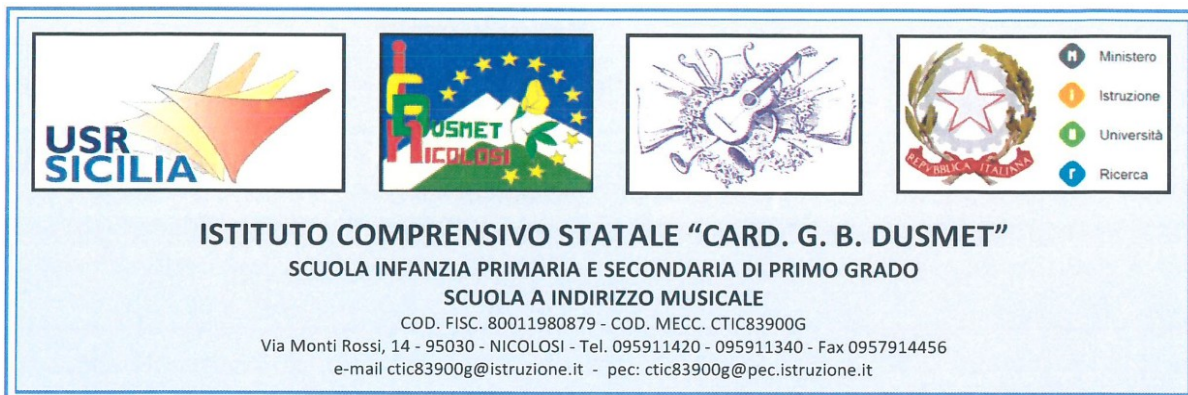 USR
SICILIA
ICD
DUSMET
NICOLOSI
REPVBBLICA ITALIANA
M Ministero
i Istruzione
U Università
r Ricerca
ISTITUTO COMPRENSIVO STATALE “CARD. G. B. DUSMET”
SCUOLA INFANZIA PRIMARIA E SECONDARIA DI PRIMO GRADO
SCUOLA A INDIRIZZO MUSICALE
COD. FISC. 80011980879 - COD. MECC. CTIC83900G
Via Monti Rossi, 14 - 95030 - NICOLOSI - Tel. 095911420 - 095911340 - Fax 0957914456
e-mail ctic83900g@istruzione.it - pec: ctic83900g@pec.istruzione.it